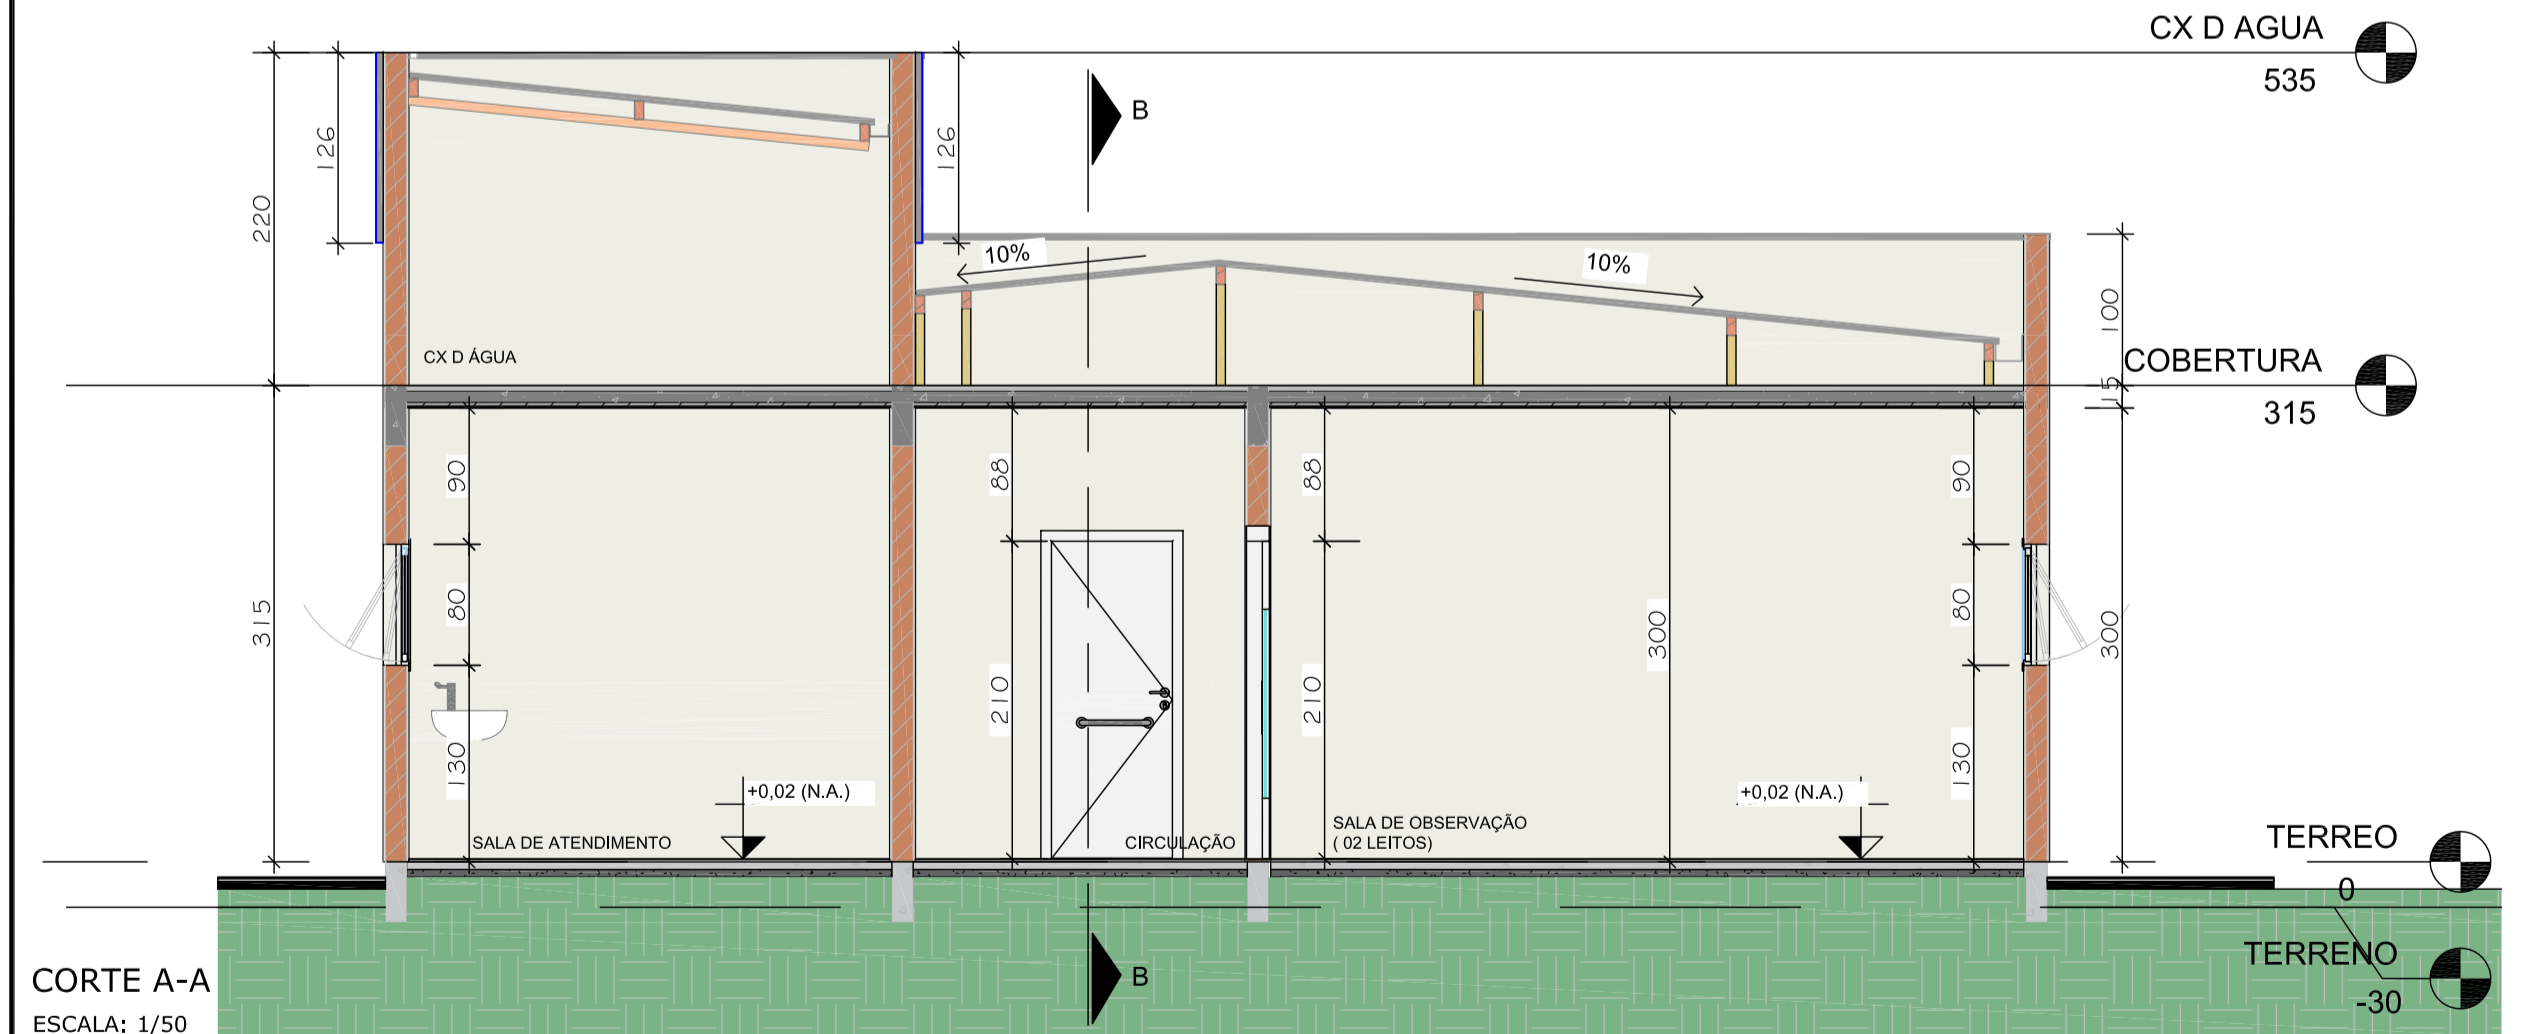 CX D AGUA
535
B
126
126
220
10%
10%
100
CX D ÁGUA
COBERTURA
15
315
90
88
88
90
315
80
300
80
300
210
210
130
130
+0,02 (N.A.)
+0,02 (N.A.)
SALA DE ATENDIMENTO
CIRCULAÇÃO
SALA DE OBSERVAÇÃO
( 02 LEITOS)
TERREO
0
TERRENO
-30
B
CORTE A-A
ESCALA: 1/50